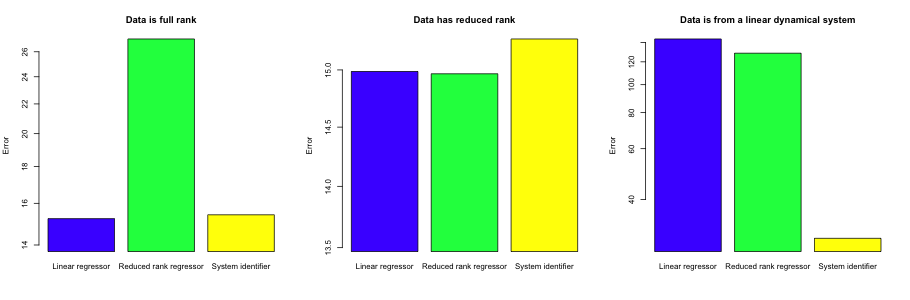 Data is full rank
Error
26
24
22
20
18
16
14
Linear regressor Reduced rank regressor System identifier
Data has reduced rank
Error
15.0
14.5
14.0
13.5
Linear regressor Reduced rank regressor System identifier
Data is from a linear dynamical system
Error
120
100
80
60
40
Linear regressor Reduced rank regressor System identifier